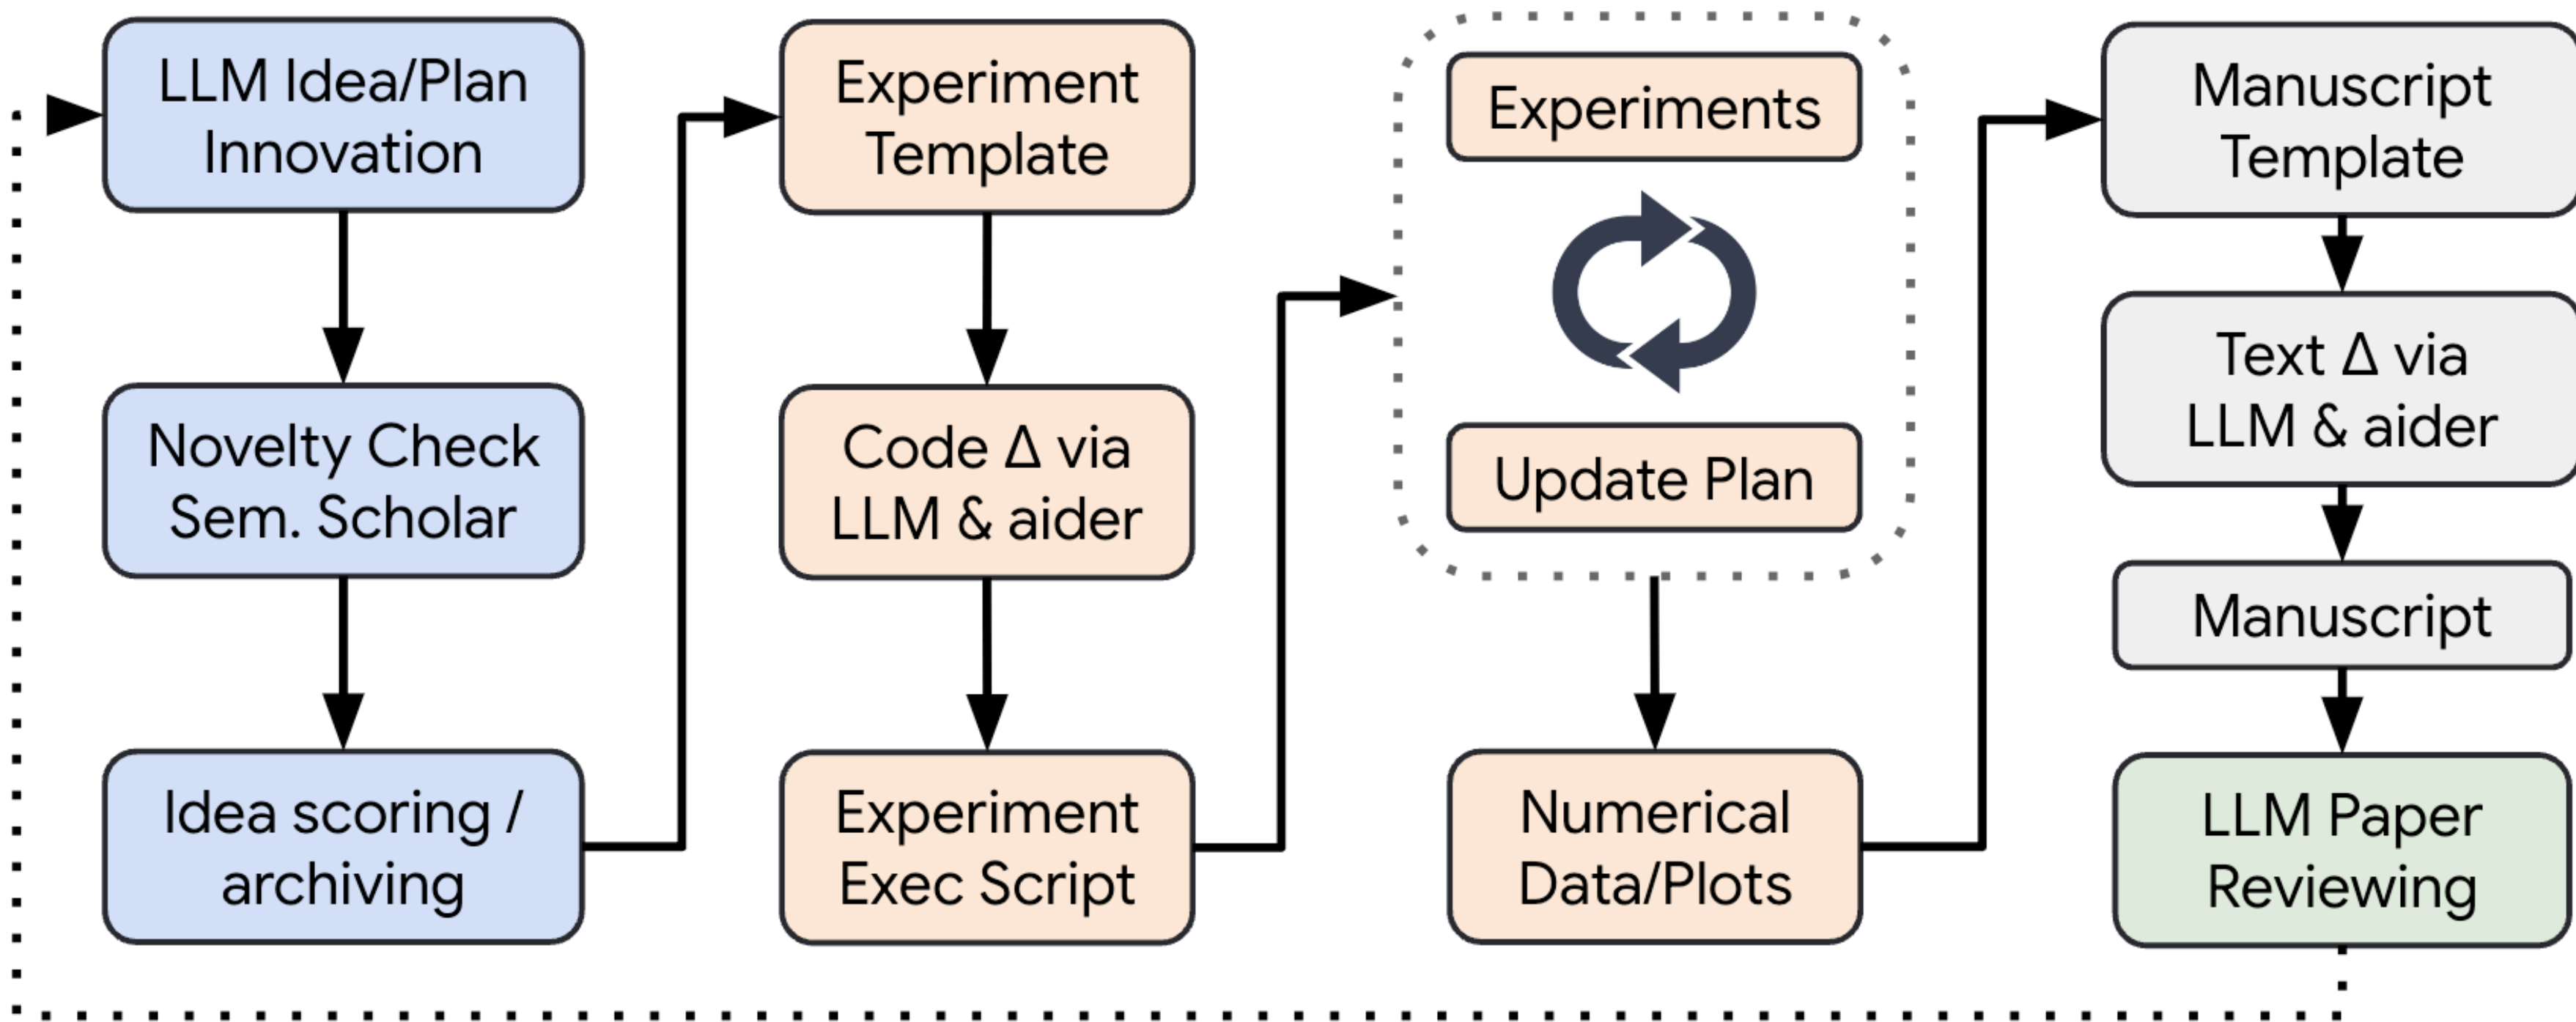 LLM Idea/Plan
Innovation
Novelty Check
Sem. Scholar
Idea scoring /
archiving
Experiment
Template
Code Δ via
LLM & aider
Experiment
Exec Script
Experiments
Update Plan
Numerical
Data/Plots
Manuscript
Template
Text Δ via
LLM & aider
Manuscript
LLM Paper
Reviewing